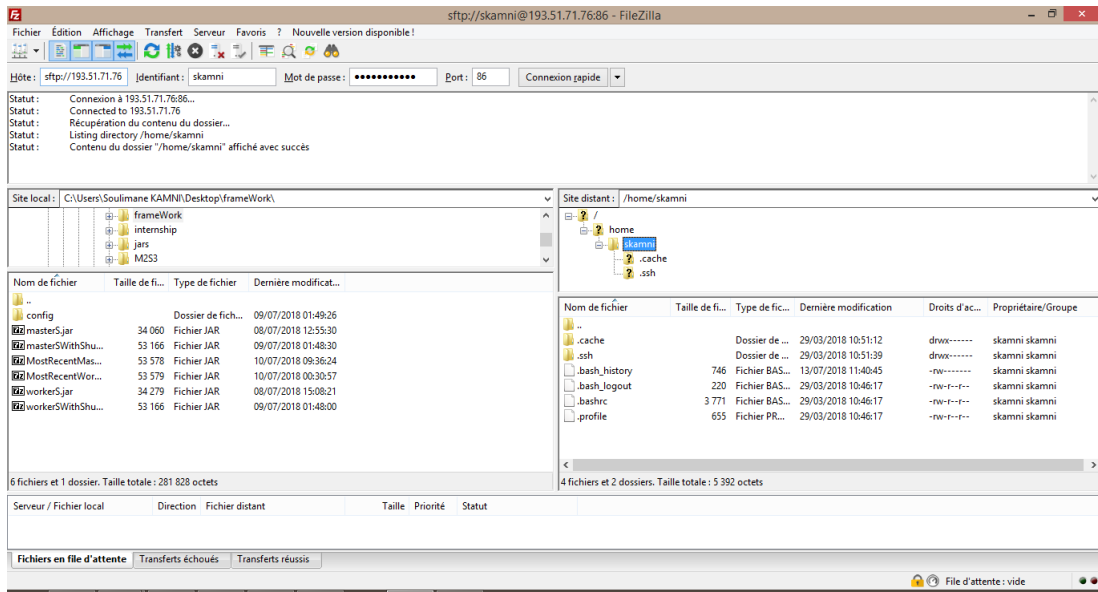 sftp://skamni@193.51.71.76:86 - FileZilla
Fichier Édition Affichage Transfert Serveur Favoris ? Nouvelle version disponible !
Hôte : sftp://193.51.71.76 Identifiant : skamni Mot de passe : ●●●●●●●●●●● Port : 86 Connexion rapide
Statut : Connexion à 193.51.71.76:86...
Statut : Connected to 193.51.71.76
Statut : Récupération du contenu du dossier...
Statut : Listing directory /home/skamni
Statut : Contenu du dossier "/home/skamni" affiché avec succès
Site local : C:\Users\Soulimane KAMNI\Desktop\frameWork\
frameWork
internship
jars
M2S3
Nom de fichier Taille de fi... Type de fichier Dernière modificat...
..
config Dossier de fich... 09/07/2018 01:49:26
masterS.jar 34 060 Fichier JAR 08/07/2018 12:55:30
masterSWithShu... 53 166 Fichier JAR 09/07/2018 01:48:30
MostRecentMas... 53 578 Fichier JAR 10/07/2018 09:36:24
MostRecentWor... 53 579 Fichier JAR 10/07/2018 00:30:57
workerS.jar 34 279 Fichier JAR 08/07/2018 15:08:21
workerSWithShu... 53 166 Fichier JAR 09/07/2018 01:48:00
6 fichiers et 1 dossier. Taille totale : 281 828 octets
Site distant : /home/skamni
/
home
skamni
.cache
.ssh
Nom de fichier Taille de fi... Type de fic... Dernière modification Droits d'ac... Propriétaire/Groupe
..
.cache Dossier de ... 29/03/2018 10:51:12 drwx------ skamni skamni
.ssh Dossier de ... 29/03/2018 10:51:39 drwx------ skamni skamni
.bash_history 746 Fichier BAS... 13/07/2018 11:40:45 -rw------- skamni skamni
.bash_logout 220 Fichier BAS... 29/03/2018 10:46:17 -rw-r--r-- skamni skamni
.bashrc 3 771 Fichier BAS... 29/03/2018 10:46:17 -rw-r--r-- skamni skamni
.profile 655 Fichier PR... 29/03/2018 10:46:17 -rw-r--r-- skamni skamni
4 fichiers et 2 dossiers. Taille totale : 5 392 octets
Serveur / Fichier local Direction Fichier distant Taille Priorité Statut
Fichiers en file d'attente Transferts échoués Transferts réussis
File d'attente : vide